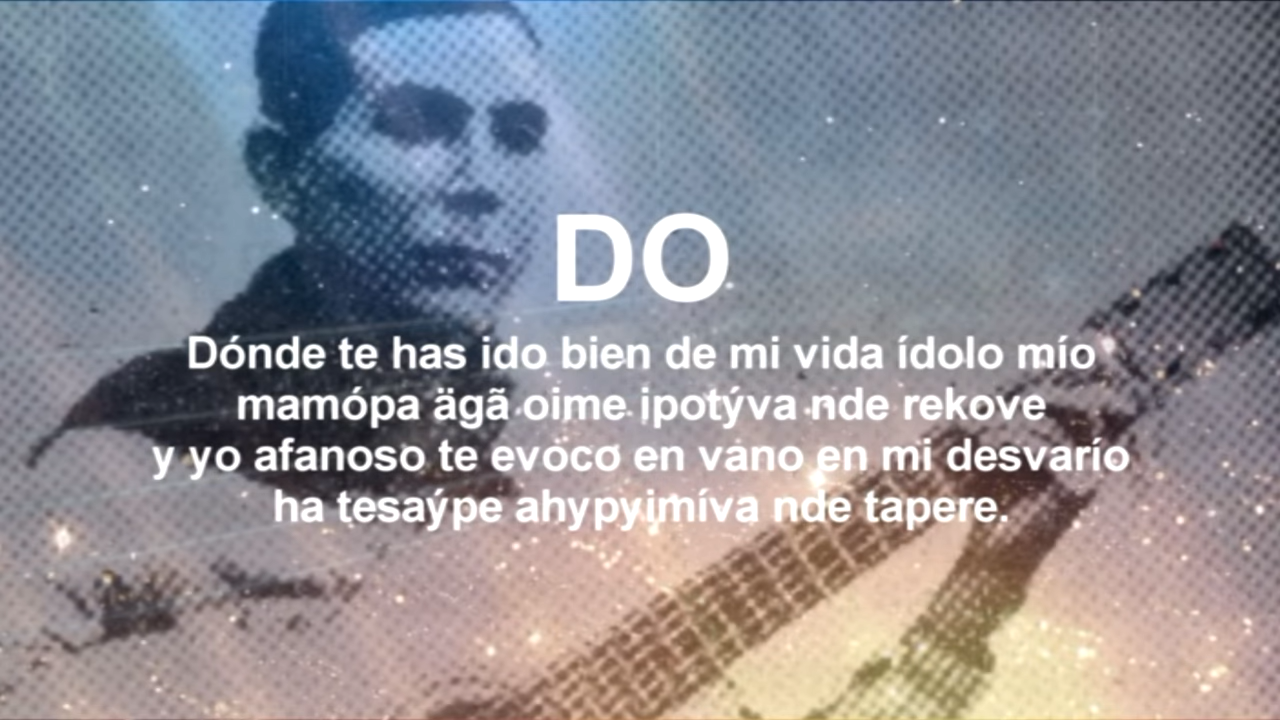 DO
Dónde te has ido bien de mi vida ídolo mío
mamópa ägã oime ipotýva nde rekove
y yo afanoso te evoco en vano en mi desvarío
ha tesaýpe ahypyimíva nde tapere.